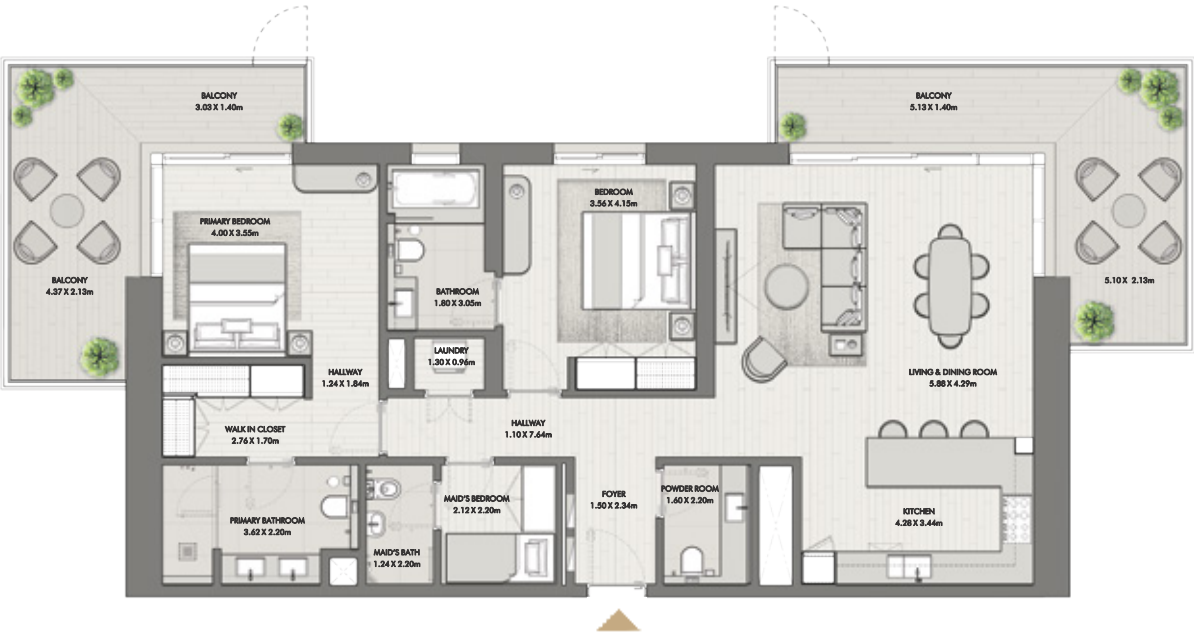 BALCONY
3.03 X 1.40m
BALCONY
5.13 X 1.40m
PRIMARY BEDROOM
4.00 X 3.55m
BEDROOM
3.56 X 4.15m
BALCONY
4.37 X 2.13m
BATHROOM
1.80 X 3.05m
5.10 X 2.13m
LAUNDRY
1.30 X 0.96m
HALLWAY
1.24 X 1.84m
LIVING & DINING ROOM
5.88 X 4.29m
WALK IN CLOSET
2.76 X 1.70m
HALLWAY
1.10 X 7.64m
PRIMARY BATHROOM
3.62 X 2.20m
MAID'S BEDROOM
2.12 X 2.20m
FOYER
1.50 X 2.34m
POWDER ROOM
1.60 X 2.20m
KITCHEN
4.28 X 3.44m
MAID'S BATH
1.24 X 2.20m